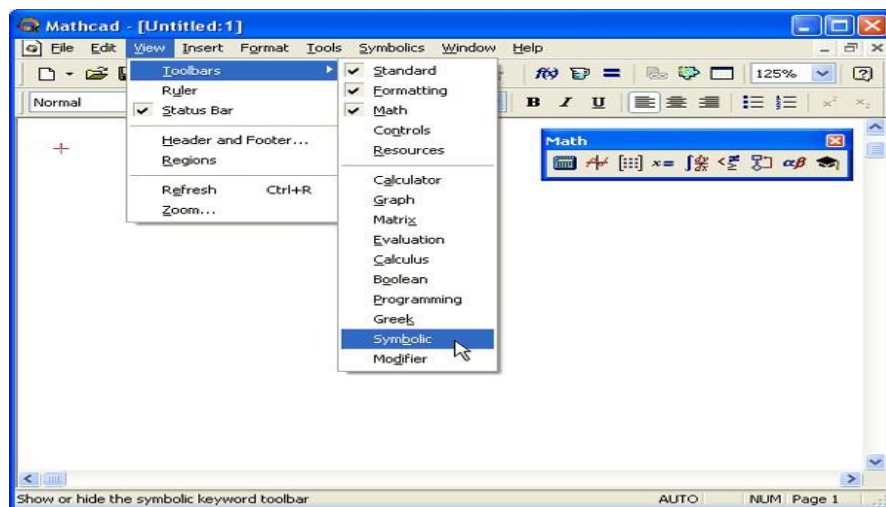 Mathcad - [Untitled:1]
File Edit View Insert Format Tools Symbolics Window Help
125%
Normal
B I U
Toolbars
Ruler
Status Bar
Header and Footer...
Regions
Refresh Ctrl+R
Zoom...
Standard
Formatting
Math
Controls
Resources
Calculator
Graph
Matrix
Evaluation
Calculus
Boolean
Programming
Greek
Symbolic
Modifier
Math
x= αβ
Show or hide the symbolic keyword toolbar AUTO NUM Page 1